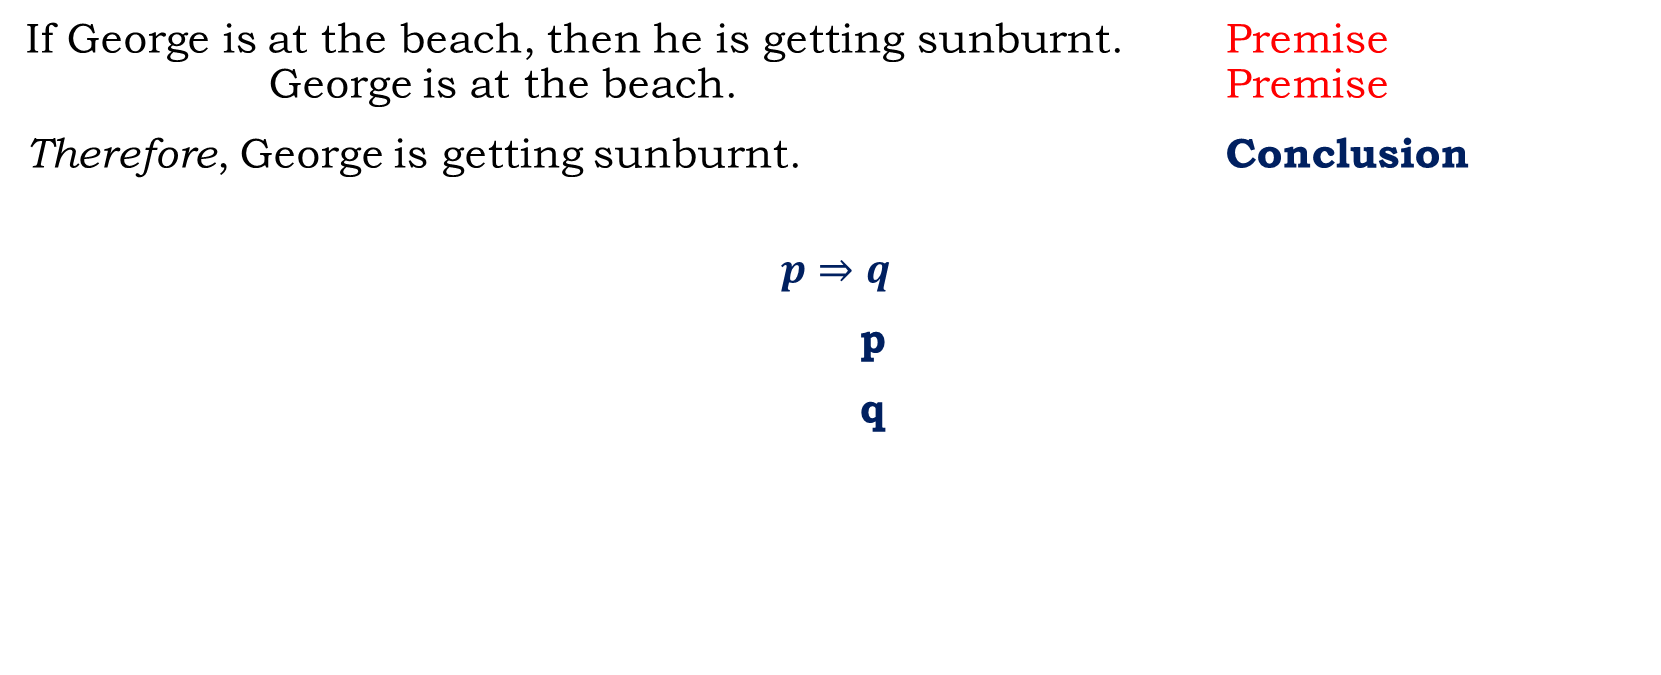 If George is at the beach, then he is getting sunburnt. Premise
George is at the beach. Premise
Therefore, George is getting sunburnt. Conclusion
p ⇒ q
p
q